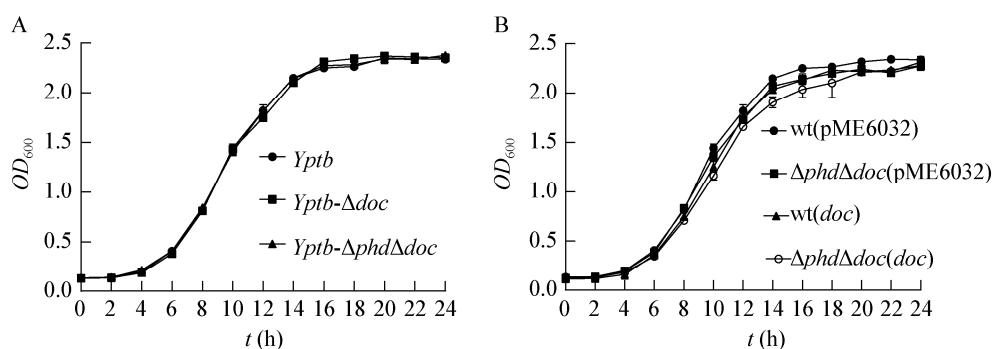 A
2.5
2.0
1.5
1.0
0.5
0.0
OD600
0 2 4 6 8 10 12 14 16 18 20 22 24
t (h)
Yptb
Yptb-Δdoc
Yptb-ΔphdΔdoc
B
2.5
2.0
1.5
1.0
0.5
0.0
OD600
0 2 4 6 8 10 12 14 16 18 20 22 24
t (h)
wt(pME6032)
ΔphdΔdoc(pME6032)
wt(doc)
ΔphdΔdoc(doc)